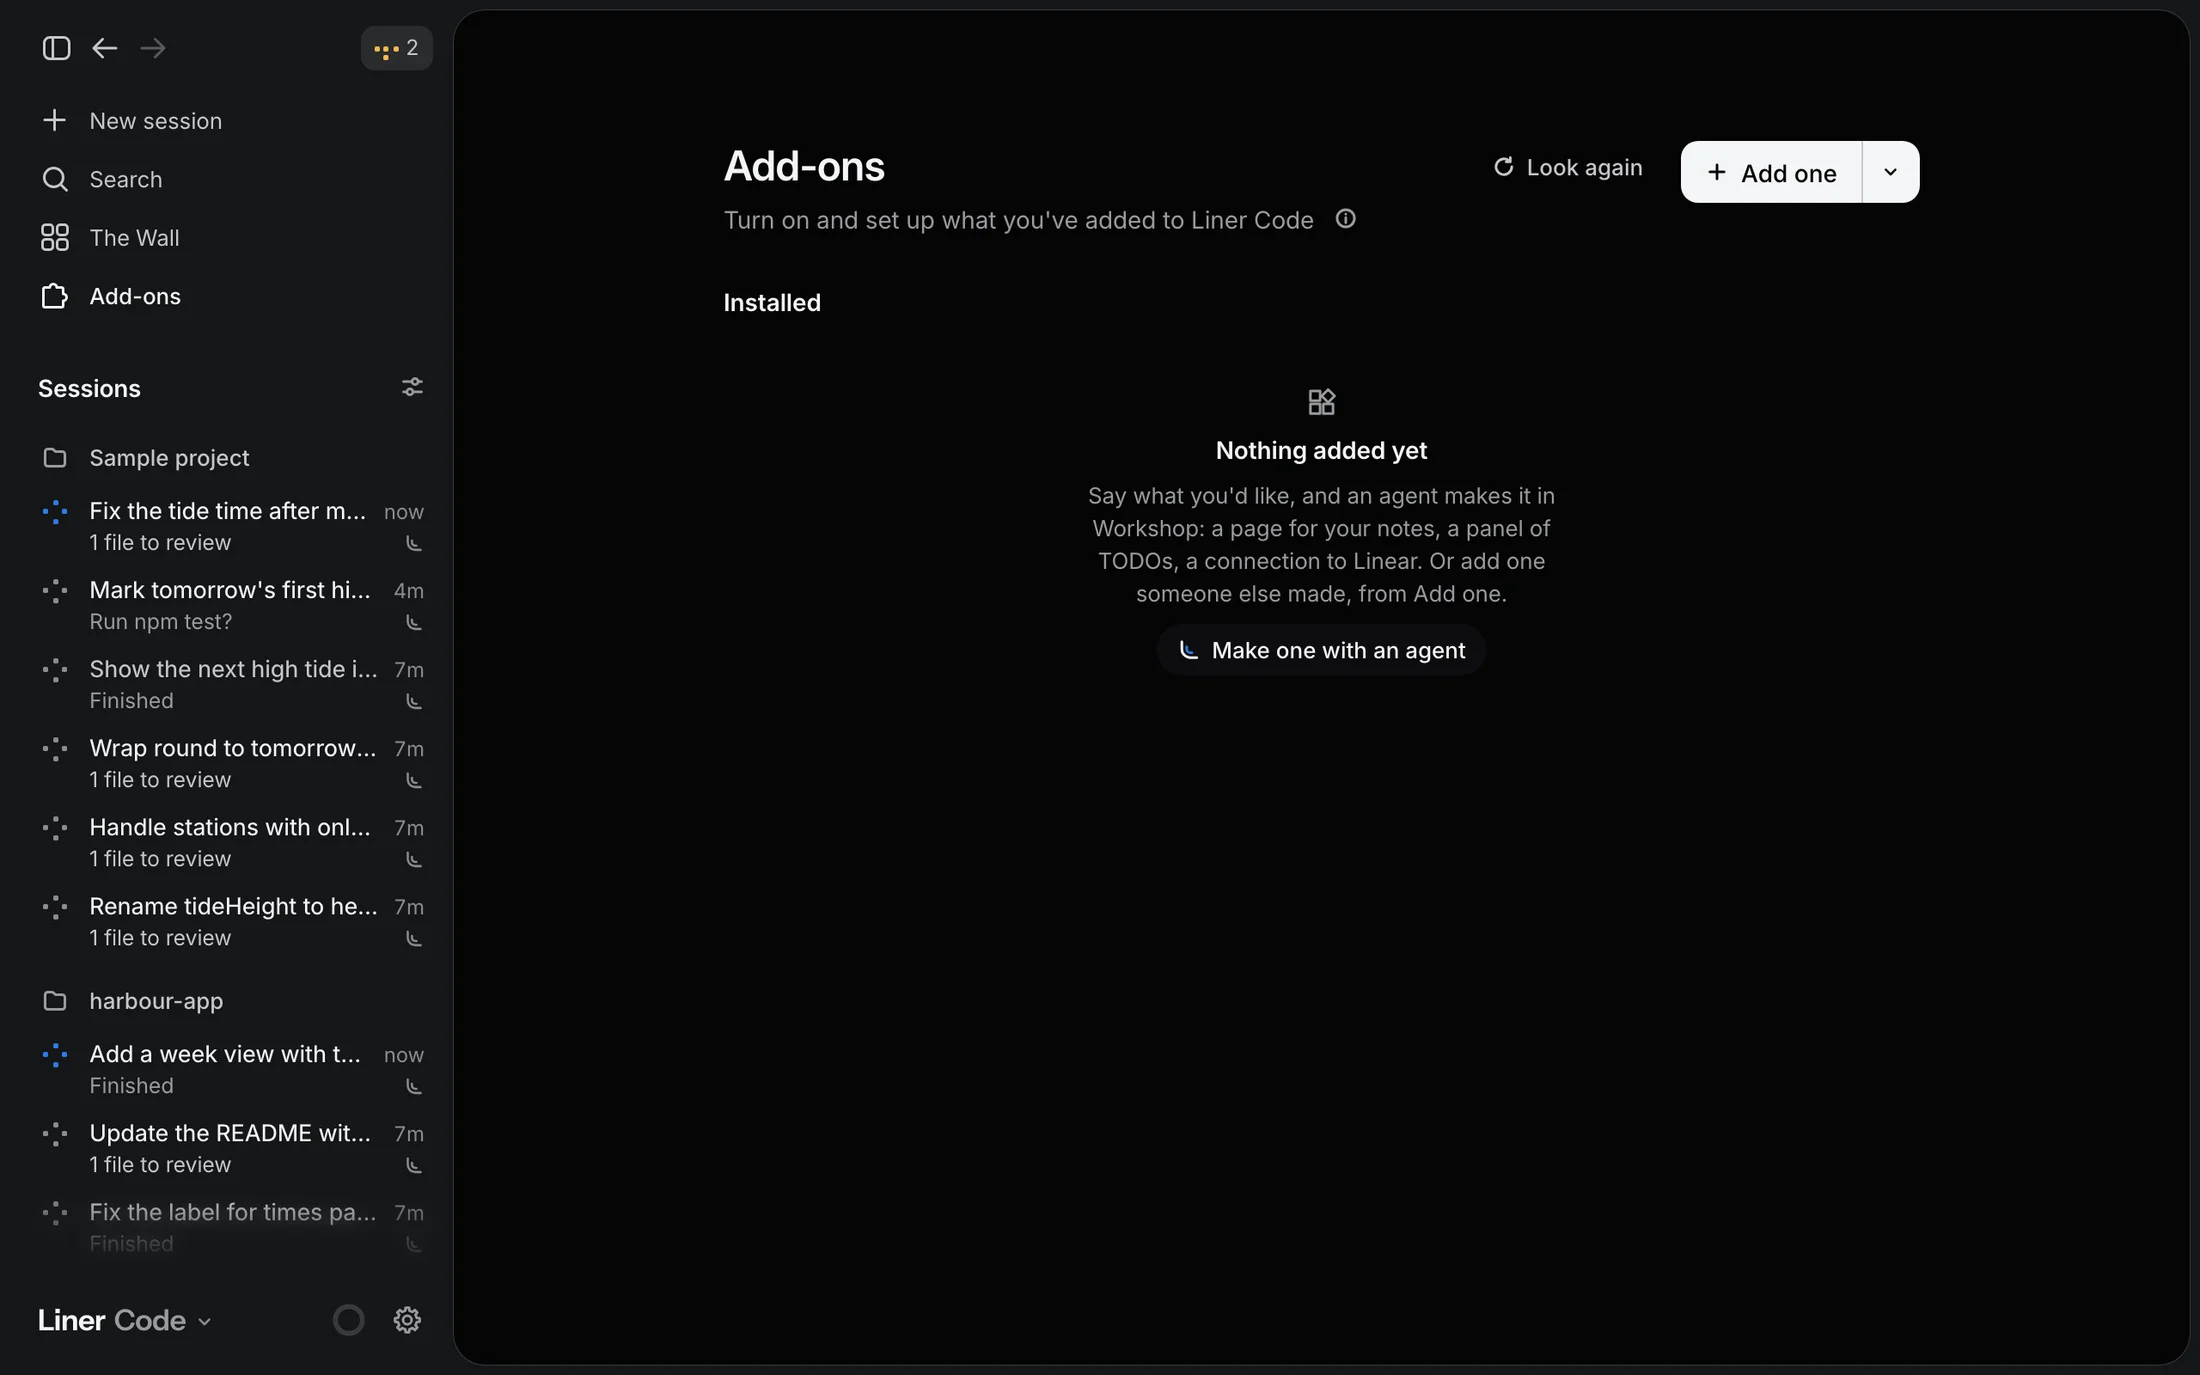 2
New session
Search
The Wall
Add-ons
Sessions
Sample project
Fix the tide time after m... now
1 file to review
Mark tomorrow's first hi... 4m
Run npm test?
Show the next high tide i... 7m
Finished
Wrap round to tomorrow... 7m
1 file to review
Handle stations with onl... 7m
1 file to review
Rename tideHeight to he... 7m
1 file to review
harbour-app
Add a week view with t... now
Finished
Update the README wit... 7m
1 file to review
Fix the label for times pa... 7m
Finished
Liner Code
Add-ons
Look again
Add one
Turn on and set up what you've added to Liner Code
Installed
Nothing added yet
Say what you'd like, and an agent makes it in
Workshop: a page for your notes, a panel of
TODOs, a connection to Linear. Or add one
someone else made, from Add one.
Make one with an agent